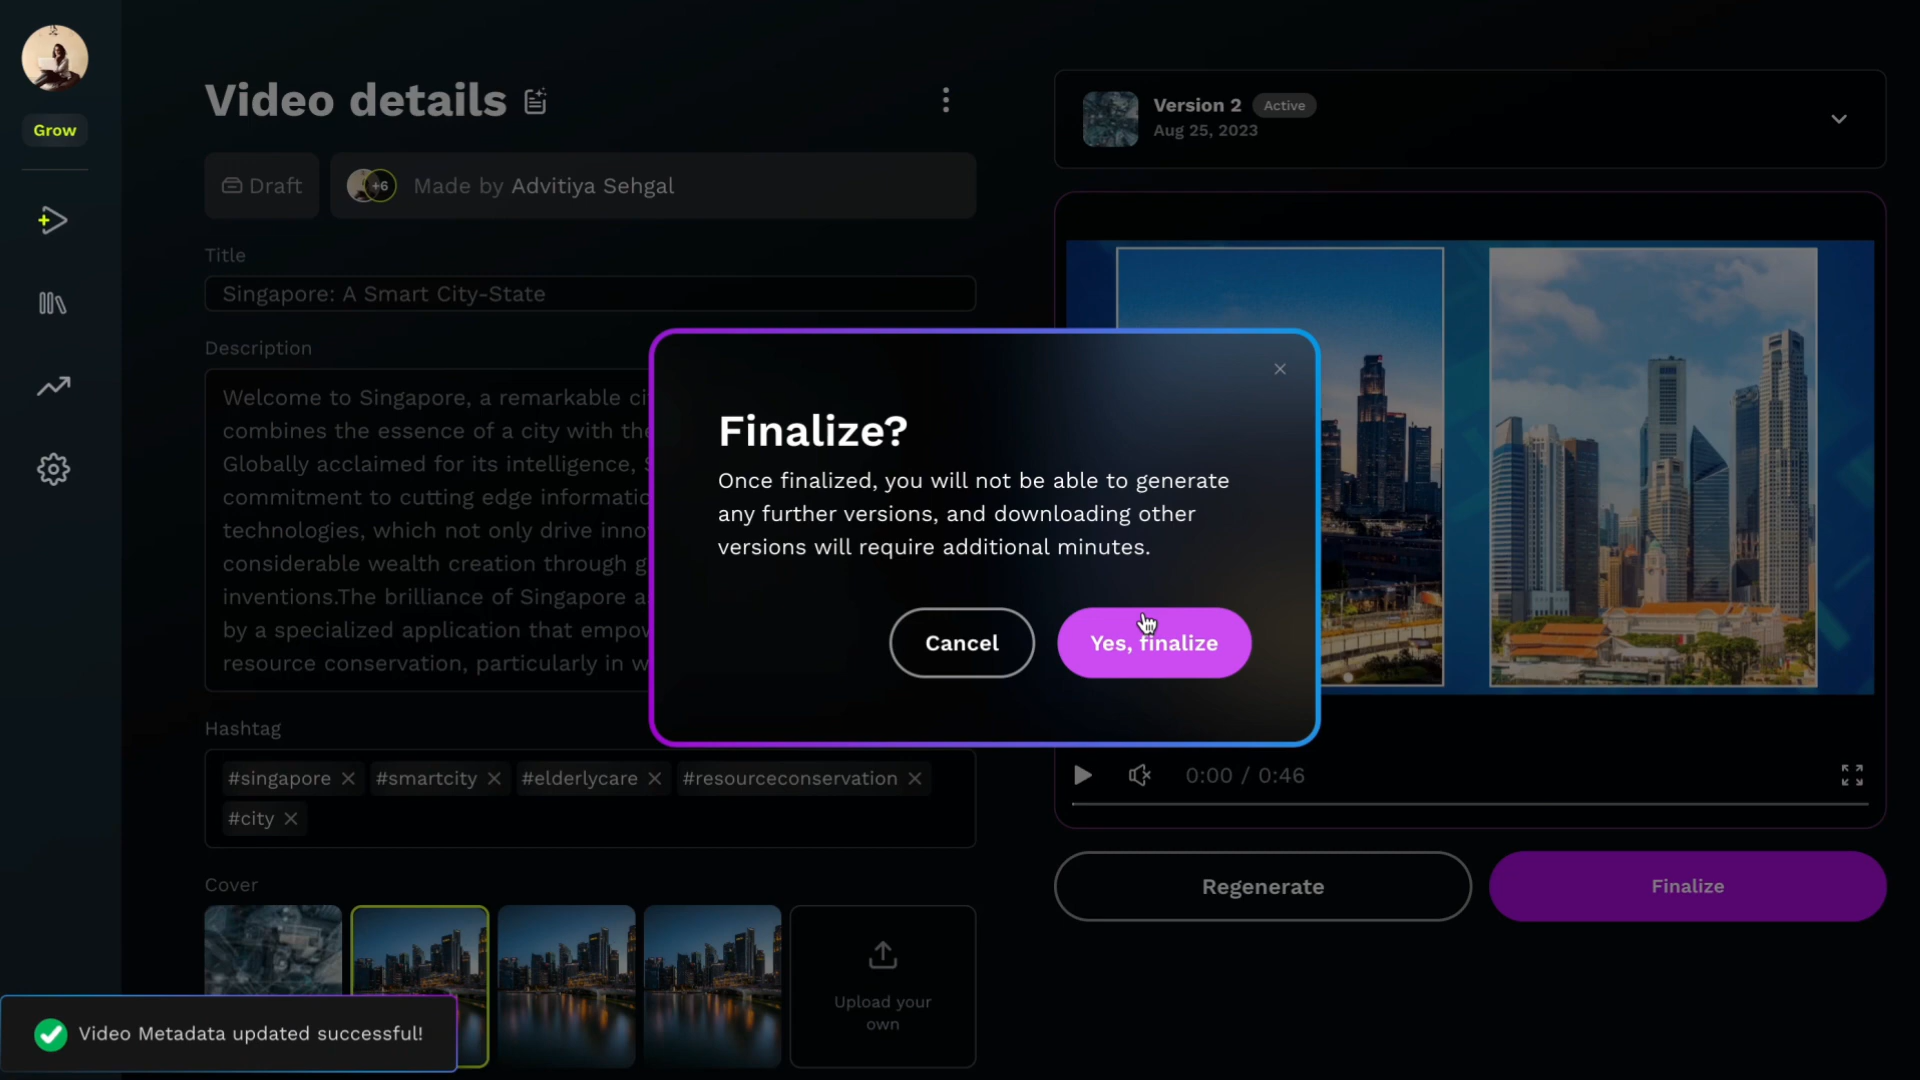 Grow
Video details
Draft
+6
Made by Advitiya Sehgal
Title
Singapore: A Smart City-State
Description
Welcome to Singapore, a remarkable ci
combines the essence of a city with the
Globally acclaimed for its intelligence, S
commitment to cutting edge informatio
technologies, which not only drive inno
considerable wealth creation through g
inventions.The brilliance of Singapore a
by a specialized application that empow
resource conservation, particularly in w
Hashtag
#singapore #smartcity #elderlycare #resourceconservation
#city
Cover
Upload your
own
Video Metadata updated successful!
Finalize?
Once finalized, you will not be able to generate
any further versions, and downloading other
versions will require additional minutes.
Cancel
Yes, finalize
Version 2 Active
Aug 25, 2023
0:00 / 0:46
Regenerate
Finalize